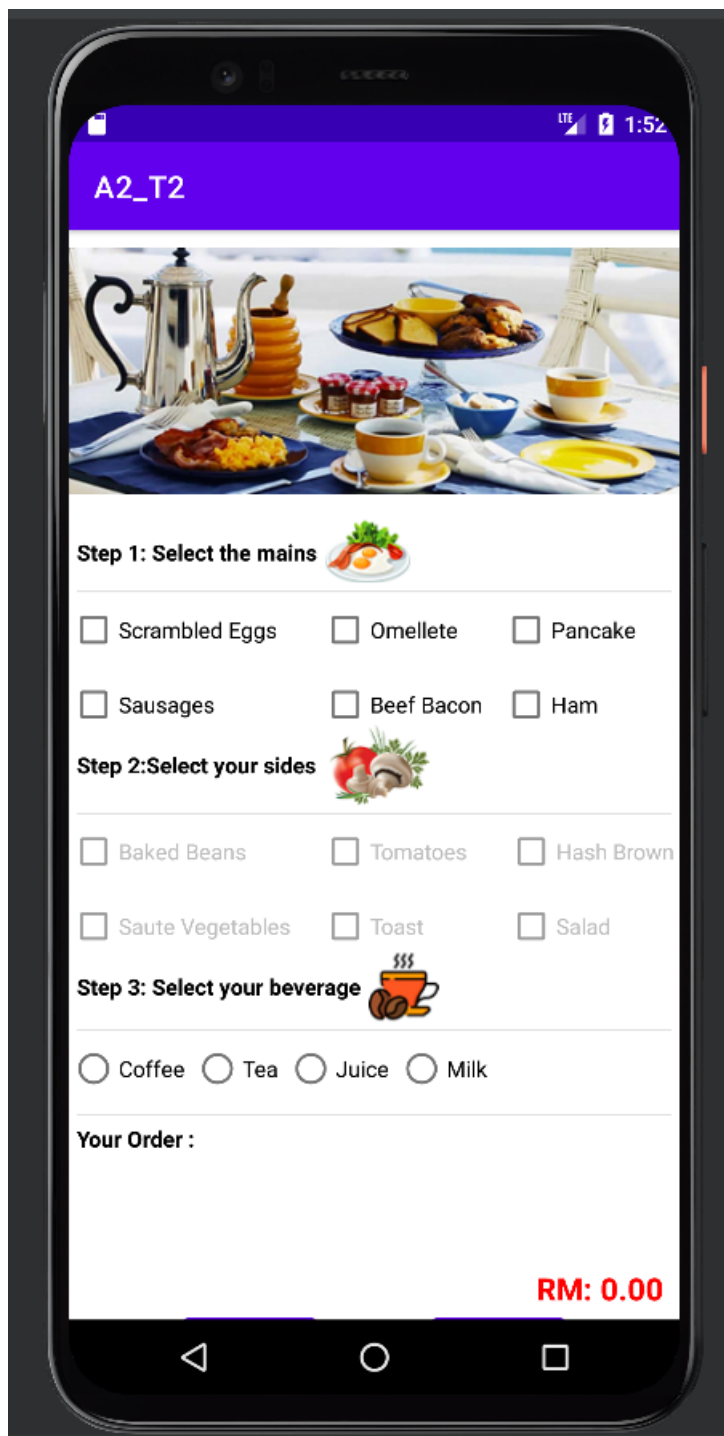 LTE 1:52
A2_T2
Step 1: Select the mains
Scrambled Eggs Omellete Pancake
Sausages Beef Bacon Ham
Step 2:Select your sides
Baked Beans Tomatoes Hash Brown
Saute Vegetables Toast Salad
Step 3: Select your beverage
Coffee Tea Juice Milk
Your Order :
RM: 0.00